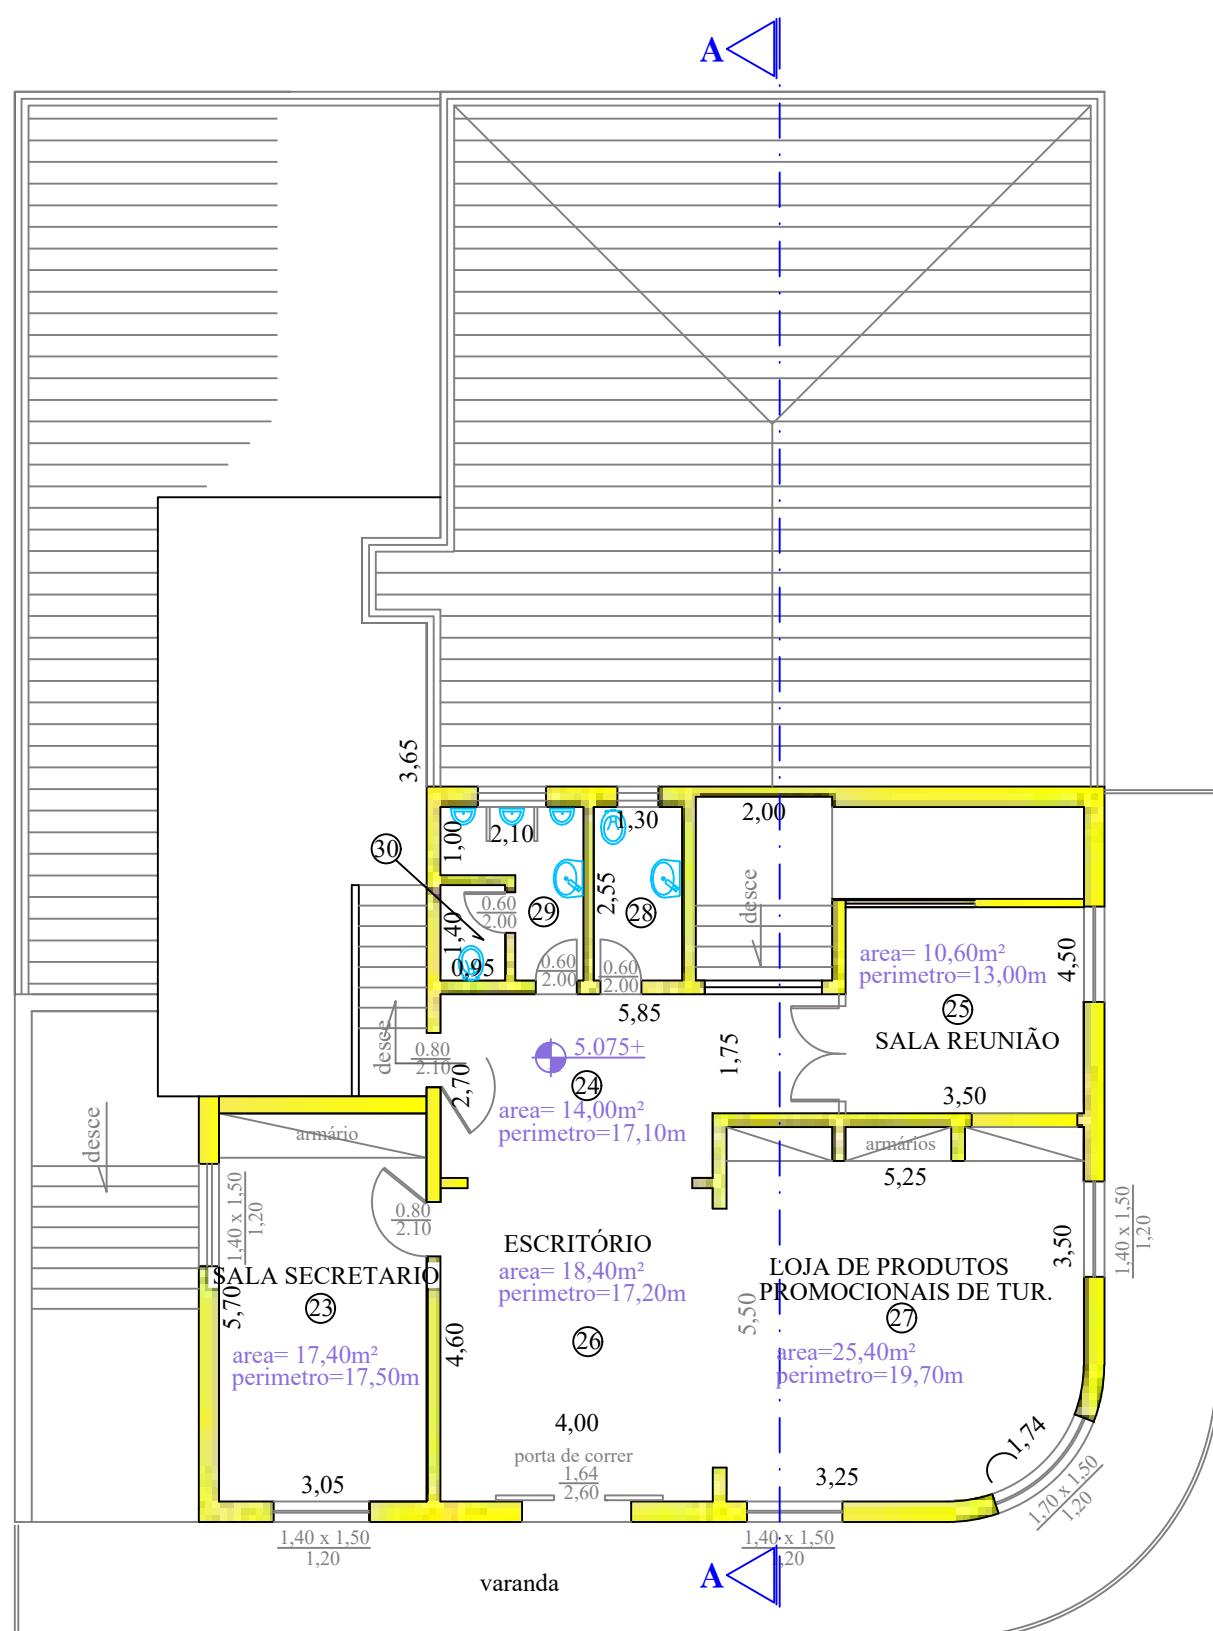 A
3,65
2,10
1,30
2,00
1,00
30
2,55
desce
0.60
2.00
29
28
1,40
0,95
0.60
2.00
0.60
2.00
area= 10,60m²
perimetro=13,00m
4,50
25
SALA REUNIÃO
3,50
5,85
1,75
5.075+
24
area= 14,00m²
perimetro=17,10m
desce
0.80
2.10
2,70
desce
armário
armários
5,25
1,40 x 1,50
1,20
0.80
2.10
ESCRITÓRIO
area= 18,40m²
perimetro=17,20m
26
3,50
1,40 x 1,50
1,20
SALA SECRETARIO
23
5,70
area= 17,40m²
perimetro=17,50m
4,60
LOJA DE PRODUTOS
PROMOCIONAIS DE TUR.
27
5,50
area=25,40m²
perimetro=19,70m
4,00
porta de correr
1,64
2,60
3,05
3,25
1,74
1,70 x 1,50
1,20
1,40 x 1,50
1,20
1,40 x 1,50
1,20
A
varanda